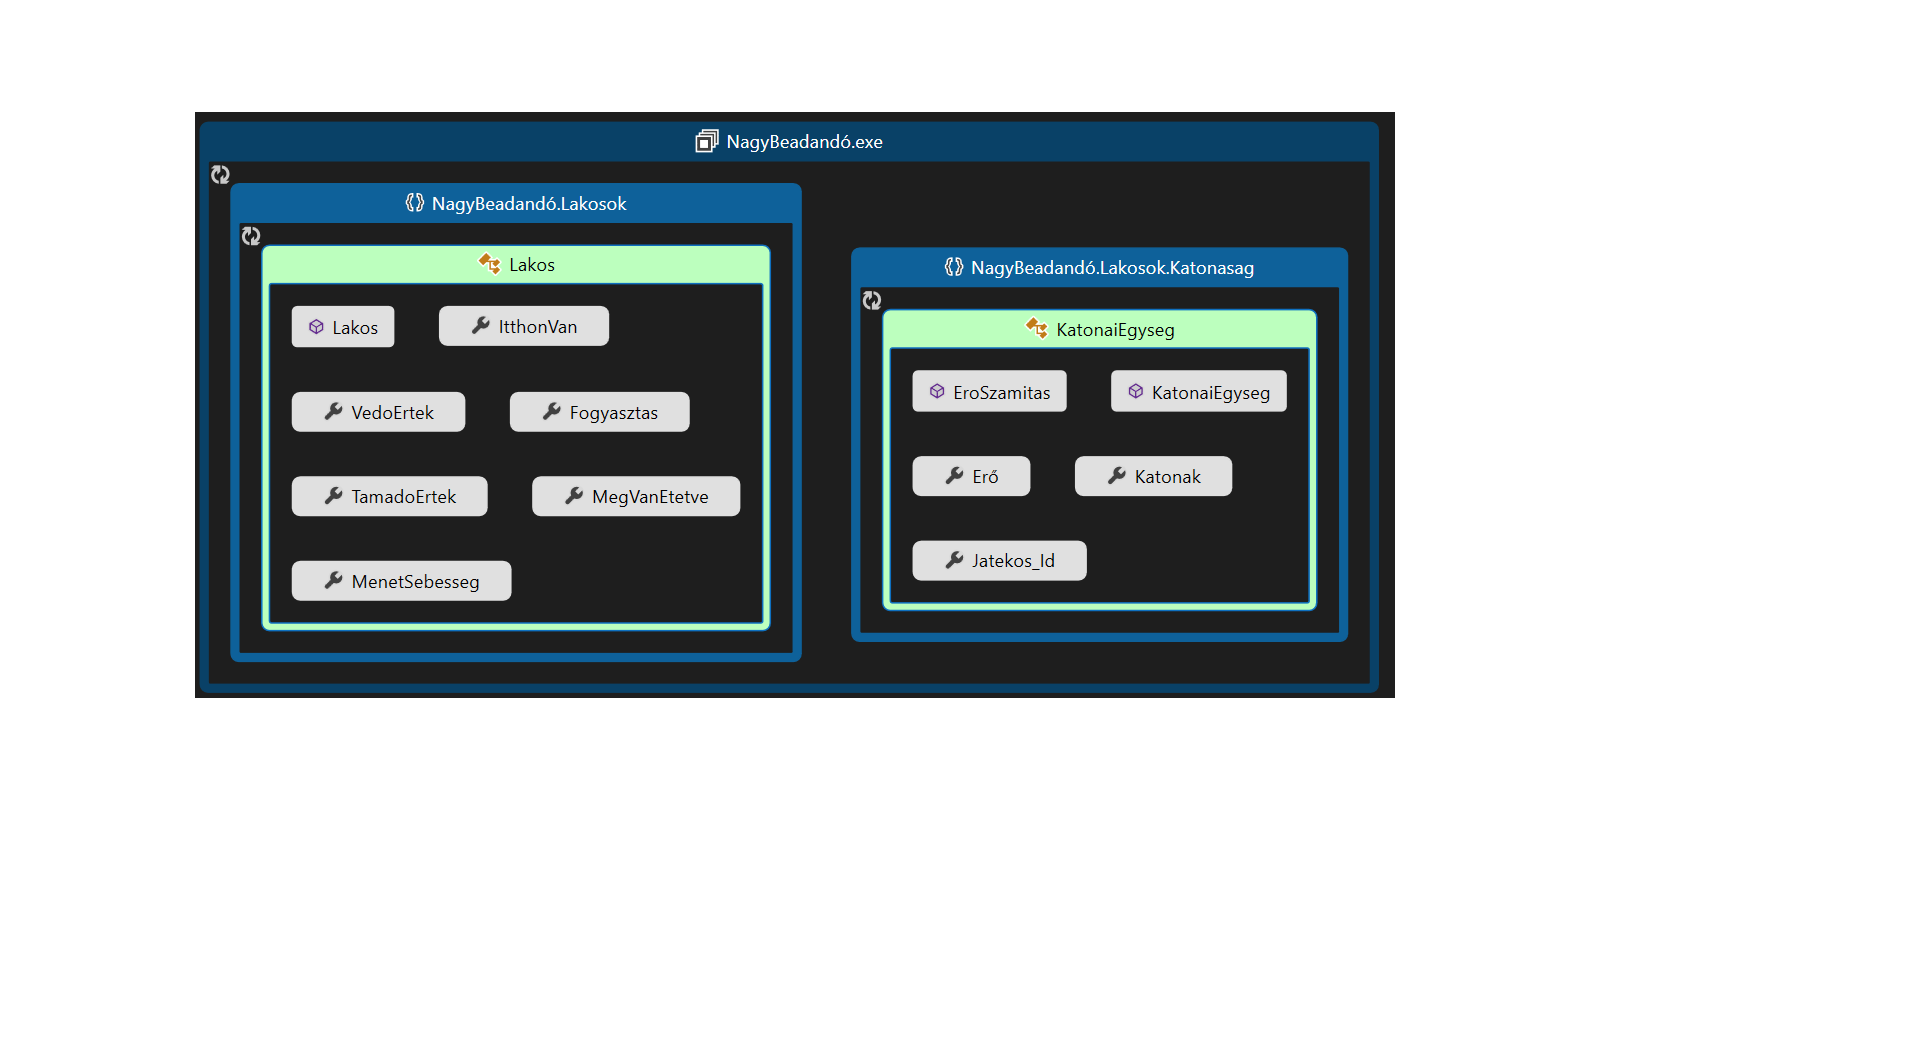 NagyBeadandó.exe
NagyBeadandó.Lakosok
Lakos
Lakos
ItthonVan
VedoErtek
Fogyasztas
TamadoErtek
MegVanEtetve
MenetSebesseg
NagyBeadandó.Lakosok.Katonasag
KatonaiEgyseg
EroSzamitas
KatonaiEgyseg
Erő
Katonak
Jatekos_Id